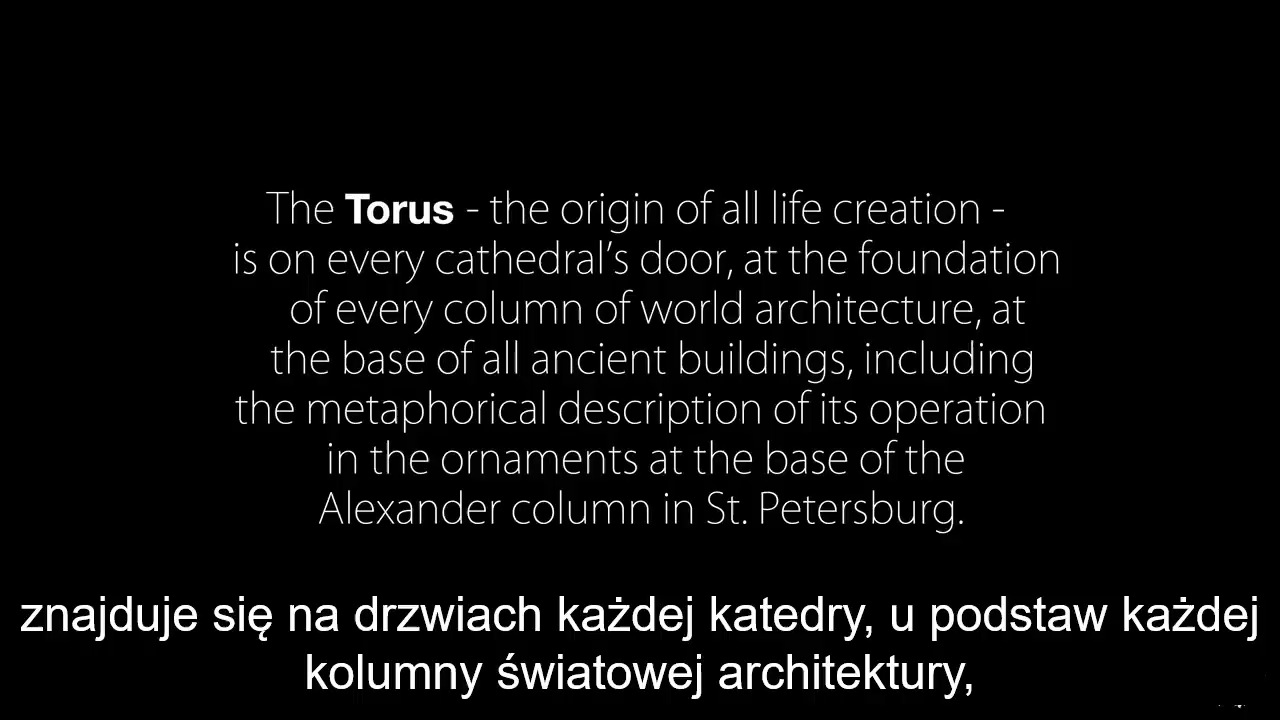 The Torus - the origin of all life creation -
is on every cathedral's door, at the foundation
of every column of world architecture, at
the base of all ancient buildings, including
the metaphorical description of its operation
in the ornaments at the base of the
Alexander column in St. Petersburg.
znajduje się na drzwiach każdej katedry, u podstaw każdej
kolumny światowej architektury,